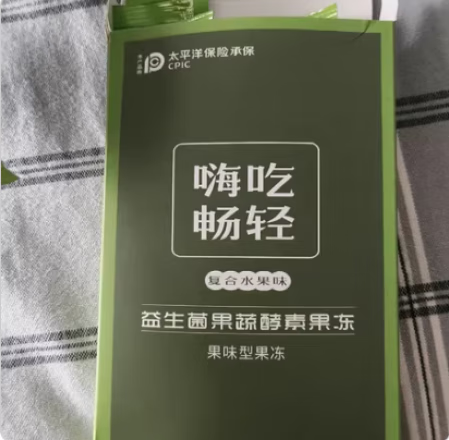 太平洋保险承保
CPIC
嗨吃
畅轻
复合水果味
益生菌果蔬酵素果冻
果味型果冻